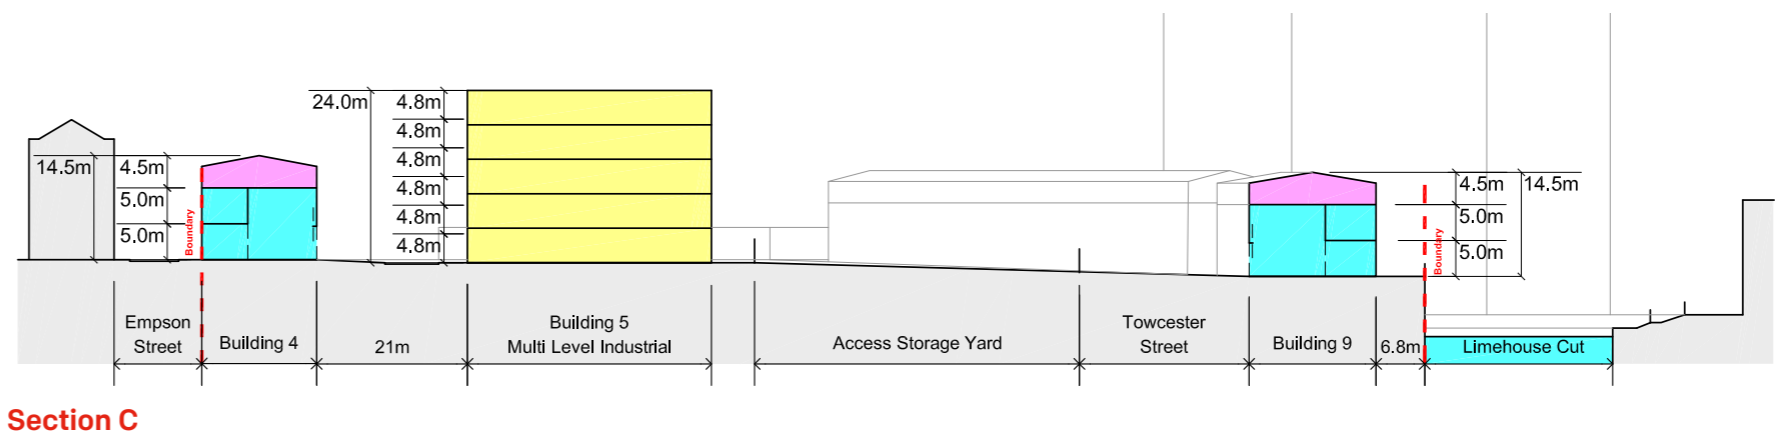 24.0m
4.8m
4.8m
4.8m
4.8m
4.8m
4.8m
14.5m
4.5m
5.0m
5.0m
Boundary
4.5m
14.5m
5.0m
5.0m
Boundary
Empson
Street
Building 4
21m
Building 5
Multi Level Industrial
Access Storage Yard
Towcester
Street
Building 9
6.8m
Limehouse Cut
Section C